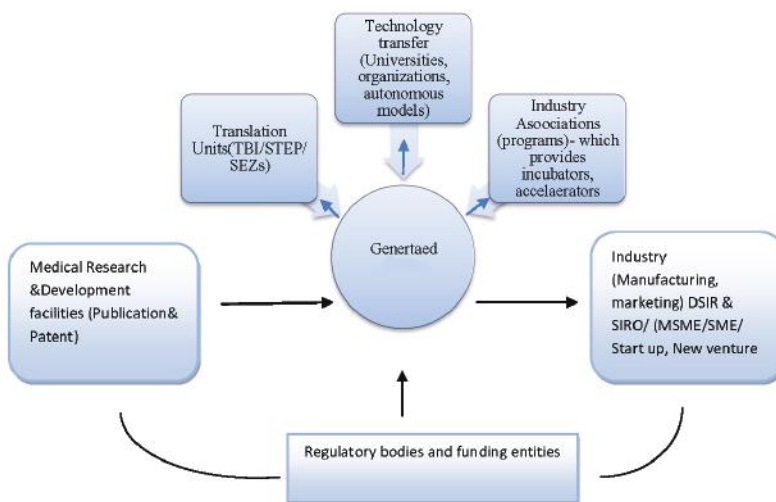 Technology
transfer
(Universities,
organizations,
autonomous
models)
Translation
Units(TBI/STEP/
SEZs)
Industry
Asoociations
(programs)- which
provides
incubators,
accelaerators
Genertaed
Medical Research
&Development
facilities (Publication&
Patent)
Industry
(Manufacturing,
marketing) DSIR &
SIRO/ (MSME/SME/
Start up, New venture
Regulatory bodies and funding entities